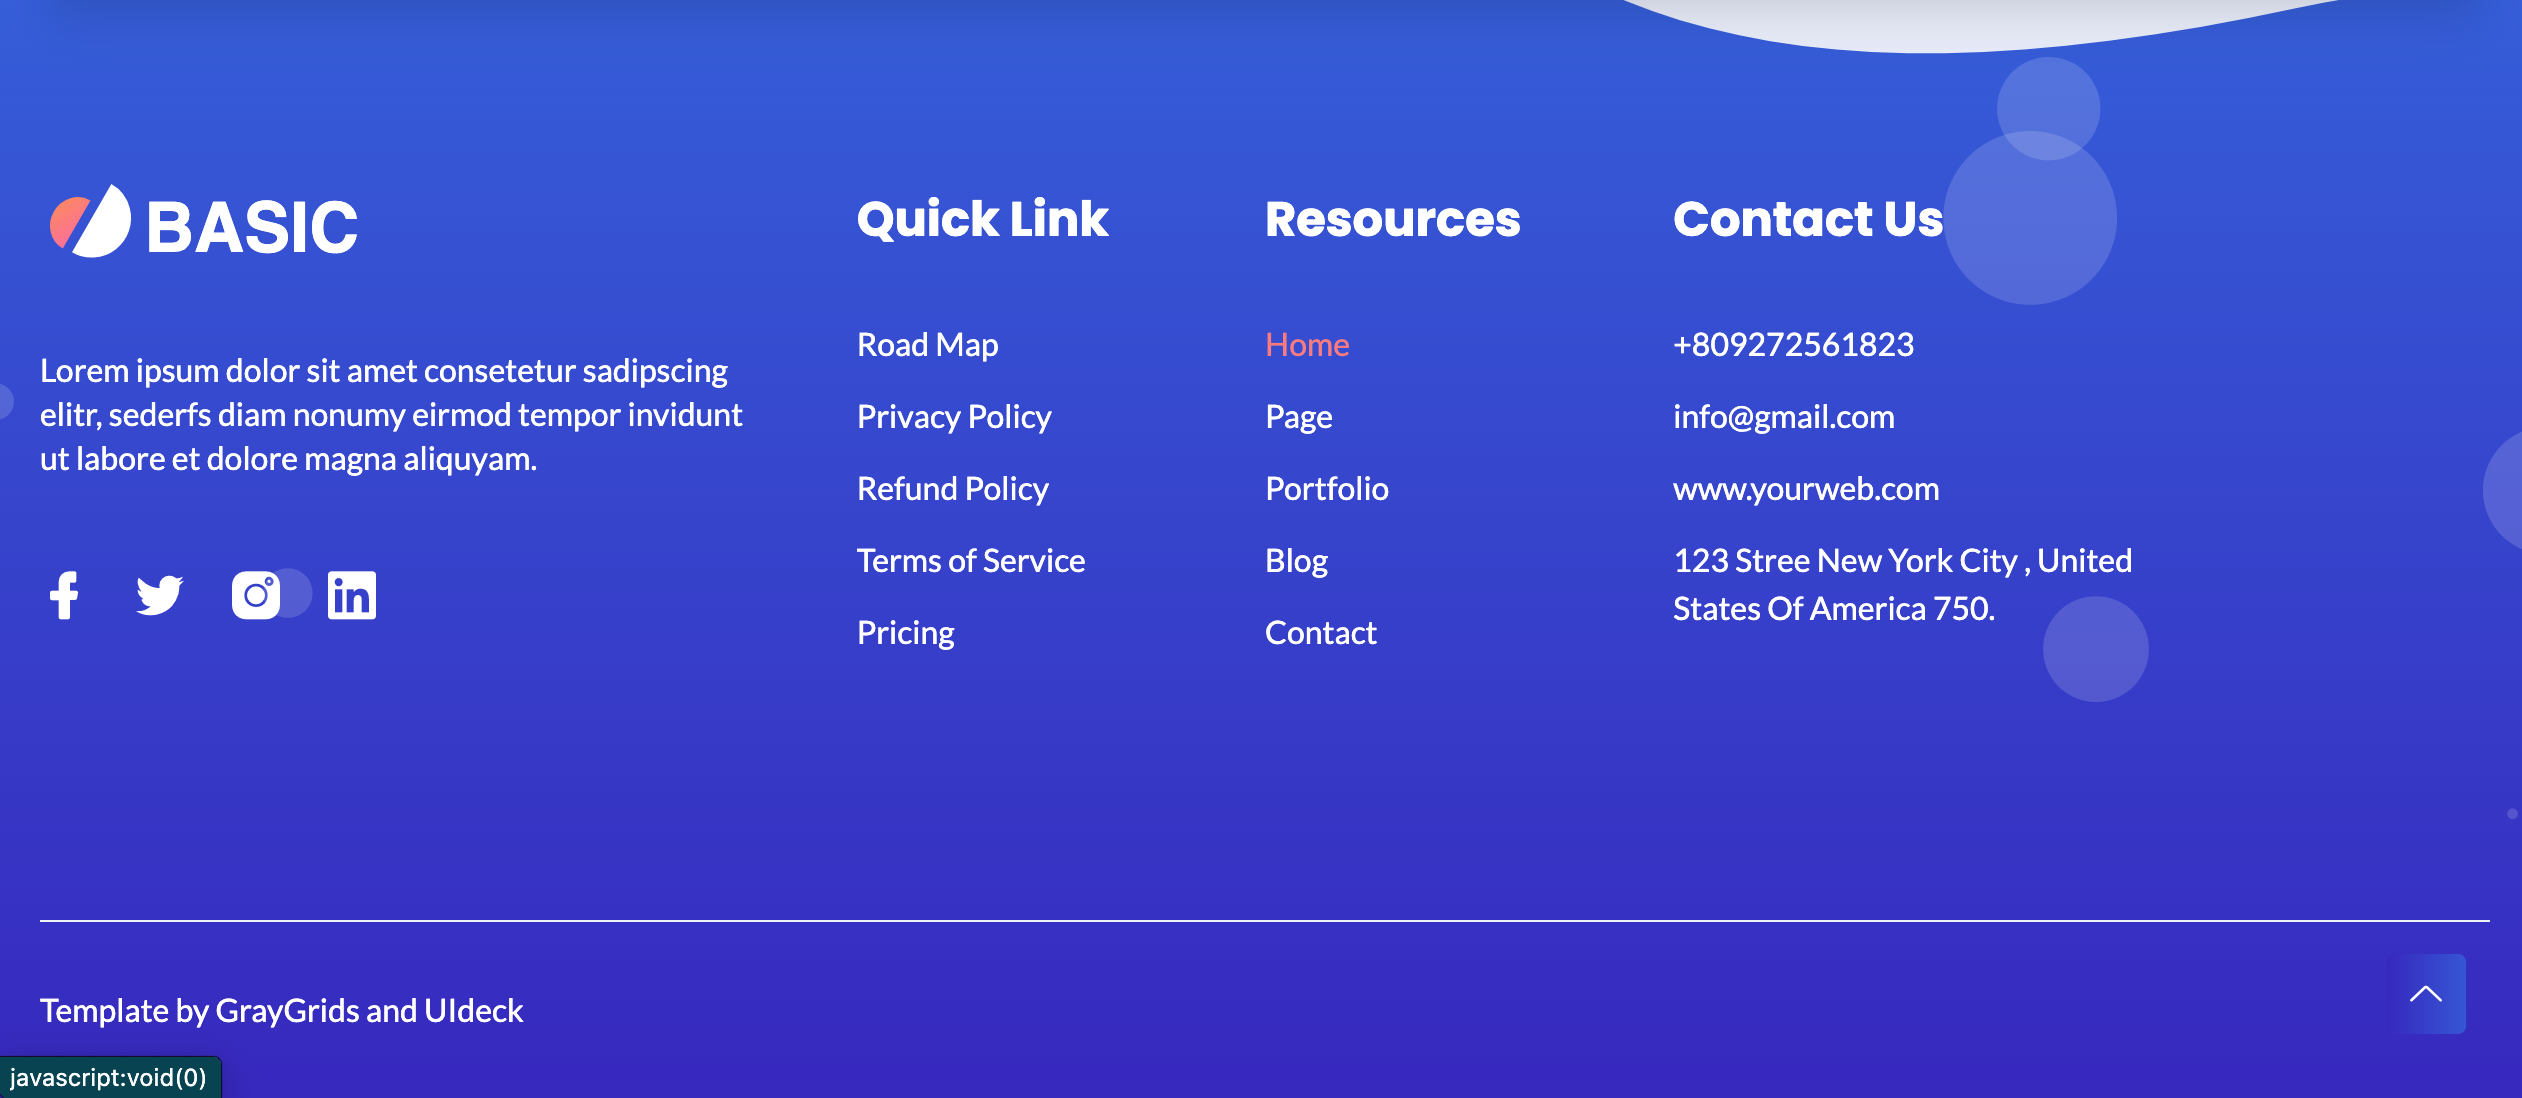 BASIC
Lorem ipsum dolor sit amet consetetur sadipscing
elitr, sederfs diam nonumy eirmod tempor invidunt
ut labore et dolore magna aliquyam.
Quick Link
Road Map
Privacy Policy
Refund Policy
Terms of Service
Pricing
Resources
Home
Page
Portfolio
Blog
Contact
Contact Us
+809272561823
info@gmail.com
www.yourweb.com
123 Stree New York City , United
States Of America 750.
Template by GrayGrids and UIdeck
javascript:void(0)